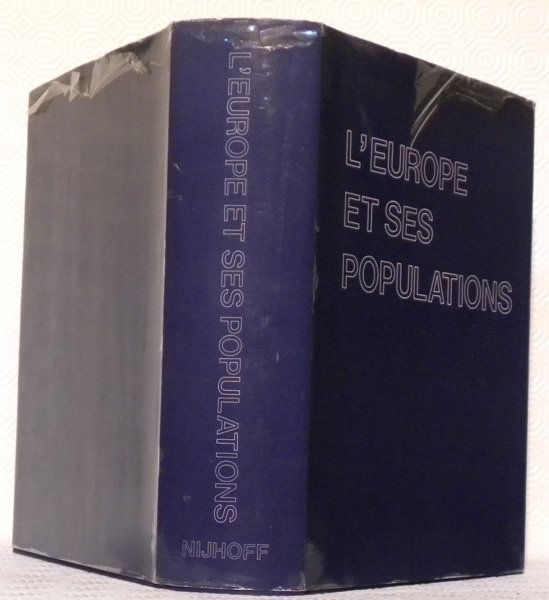 L'EUROPE ET SES POPULATIONS
NIJHOFF
L'EUROPE
ET SES
POPULATIONS